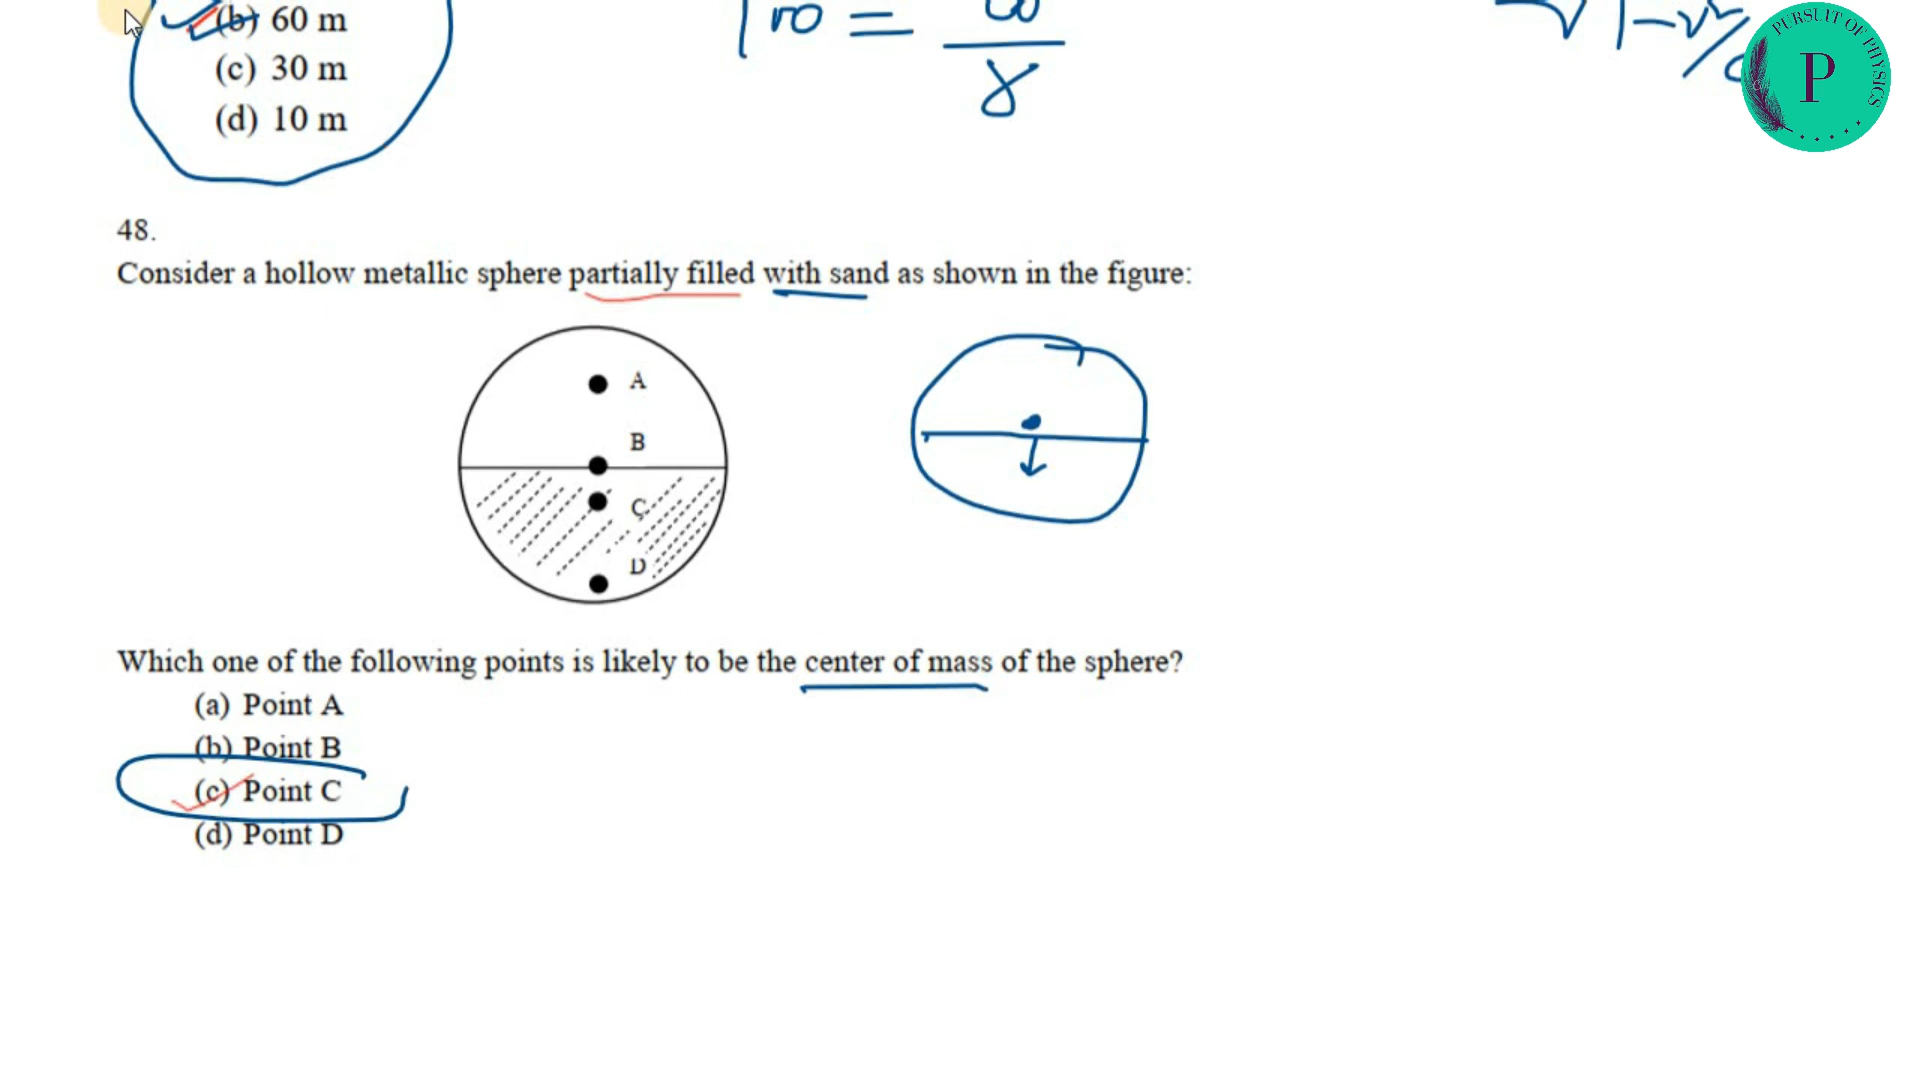 (b) 60 m
(c) 30 m
(d) 10 m
PURSUIT OF PHYSICS
P
48.
Consider a hollow metallic sphere partially filled with sand as shown in the figure:
A
B
C
D
Which one of the following points is likely to be the center of mass of the sphere?
(a) Point A
(b) Point B
(c) Point C
(d) Point D